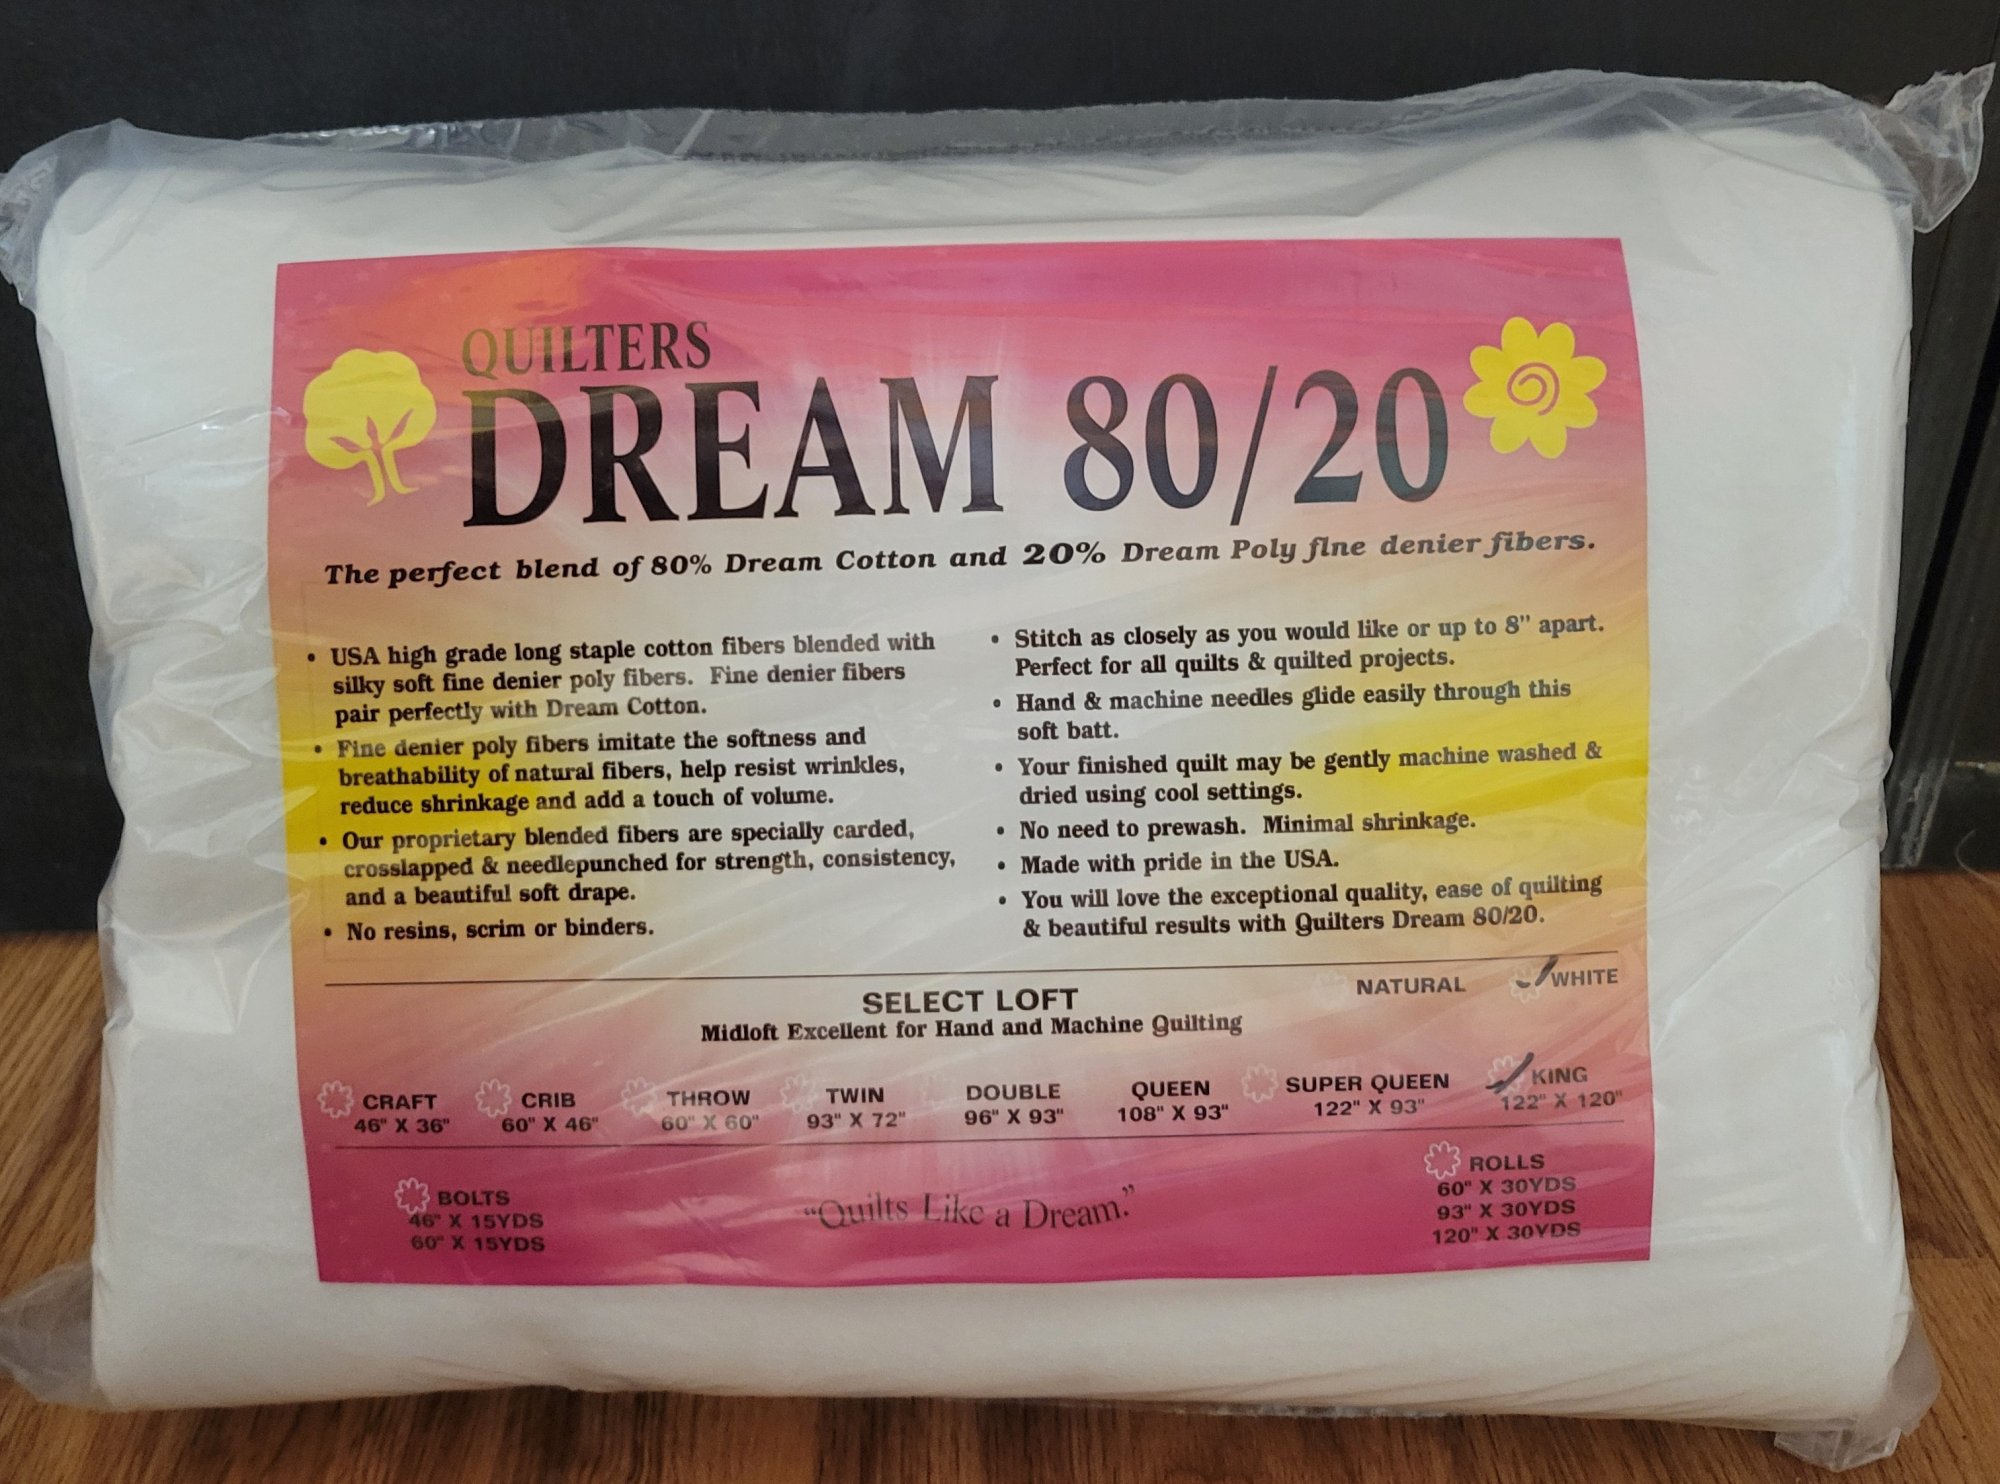 QUILTERS
DREAM 80/20
The perfect blend of 80% Dream Cotton and 20% Dream Poly fine denier fibers.
• USA high grade long staple cotton fibers blended with
silky soft fine denier poly fibers. Fine denier fibers
pair perfectly with Dream Cotton.
• Fine denier poly fibers imitate the softness and
breathability of natural fibers, help resist wrinkles,
reduce shrinkage and add a touch of volume.
• Our proprietary blended fibers are specially carded,
crosslapped & needlepunched for strength, consistency,
and a beautiful soft drape.
• No resins, scrim or binders.
• Stitch as closely as you would like or up to 8" apart.
Perfect for all quilts & quilted projects.
• Hand & machine needles glide easily through this
soft batt.
• Your finished quilt may be gently machine washed &
dried using cool settings.
• No need to prewash. Minimal shrinkage.
• Made with pride in the USA.
• You will love the exceptional quality, ease of quilting
& beautiful results with Quilters Dream 80/20.
NATURAL WHITE
SELECT LOFT
Midloft Excellent for Hand and Machine Quilting
CRAFT
46" X 36"
CRIB
60" X 46"
THROW
60" X 60"
TWIN
93" X 72"
DOUBLE
96" X 93"
QUEEN
108" X 93"
SUPER QUEEN
122" X 93"
KING
122" X 120"
BOLTS
46" X 15YDS
60" X 15YDS
"Quilts Like a Dream."
ROLLS
60" X 30YDS
93" X 30YDS
120" X 30YDS